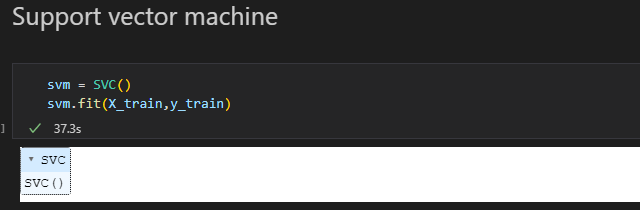 Support vector machine
svm = SVC()
svm.fit(X_train,y_train)
] ✓ 37.3s
▾ SVC
SVC()